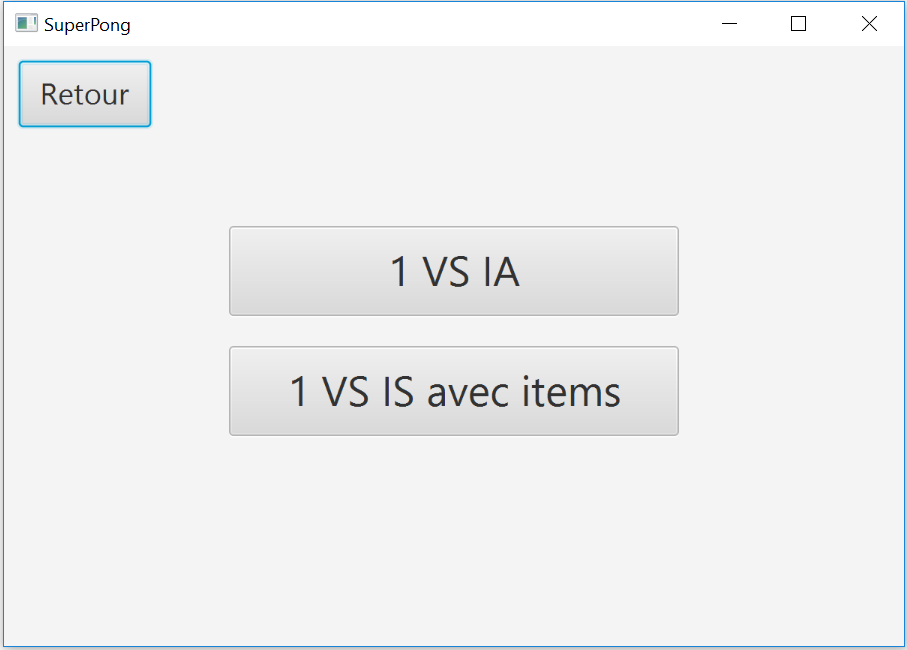 SuperPong
Retour
1 VS IA
1 VS IS avec items